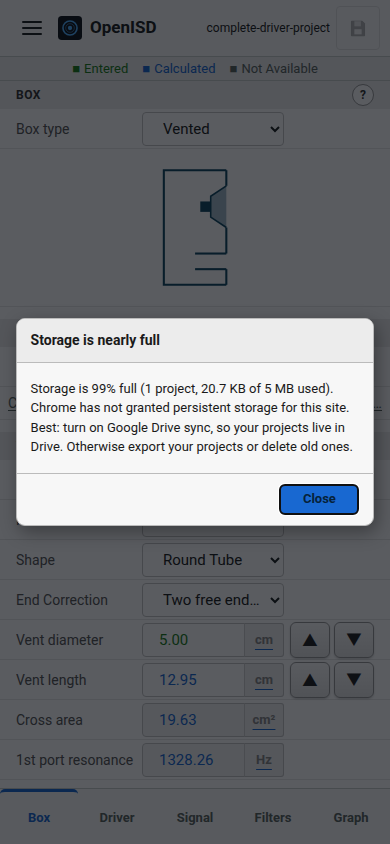 OpenISD
complete-driver-project
Entered Calculated Not Available
BOX
?
Box type
Vented
Storage is nearly full
Storage is 99% full (1 project, 20.7 KB of 5 MB used).
Chrome has not granted persistent storage for this site.
Best: turn on Google Drive sync, so your projects live in
Drive. Otherwise export your projects or delete old ones.
Close
Shape
Round Tube
End Correction
Two free end...
Vent diameter
5.00
cm
▲
▼
Vent length
12.95
cm
▲
▼
Cross area
19.63
cm²
1st port resonance
1328.26
Hz
Box
Driver
Signal
Filters
Graph